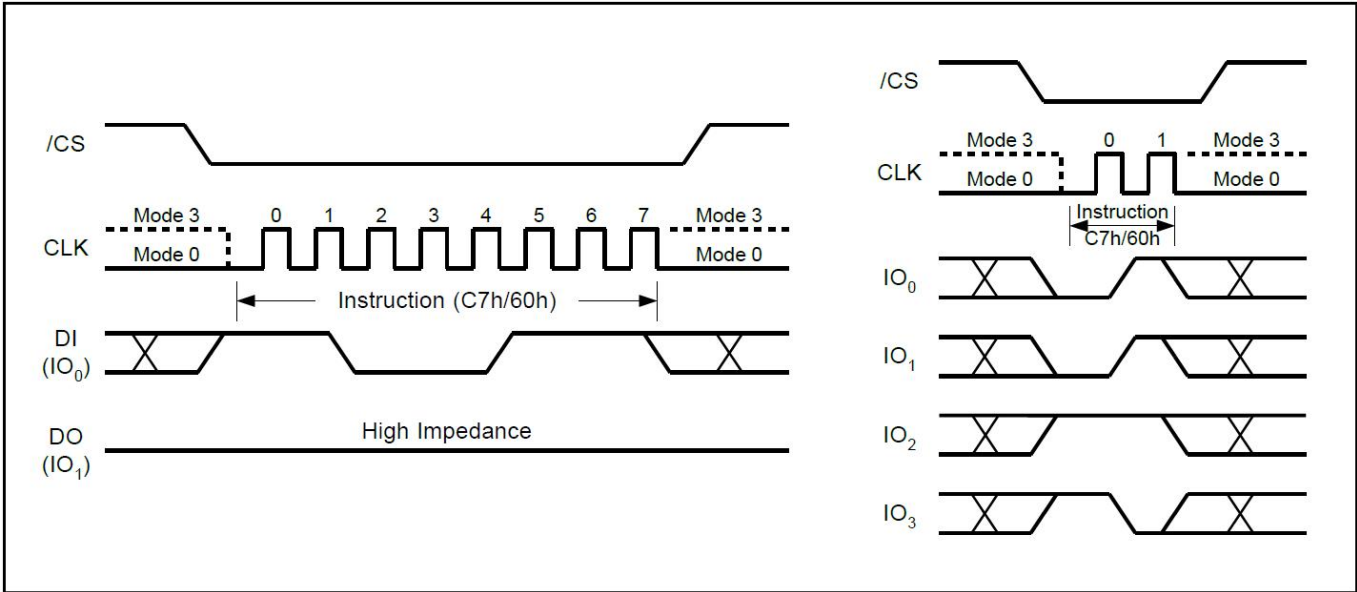 /CS
Mode 3 0 1 2 3 4 5 6 7 Mode 3
CLK Mode 0 Mode 0
Instruction (C7h/60h)
DI
(IO0)
DO High Impedance
(IO1)
/CS
Mode 3 0 1 Mode 3
CLK Mode 0 Mode 0
Instruction
C7h/60h
IO0
IO1
IO2
IO3